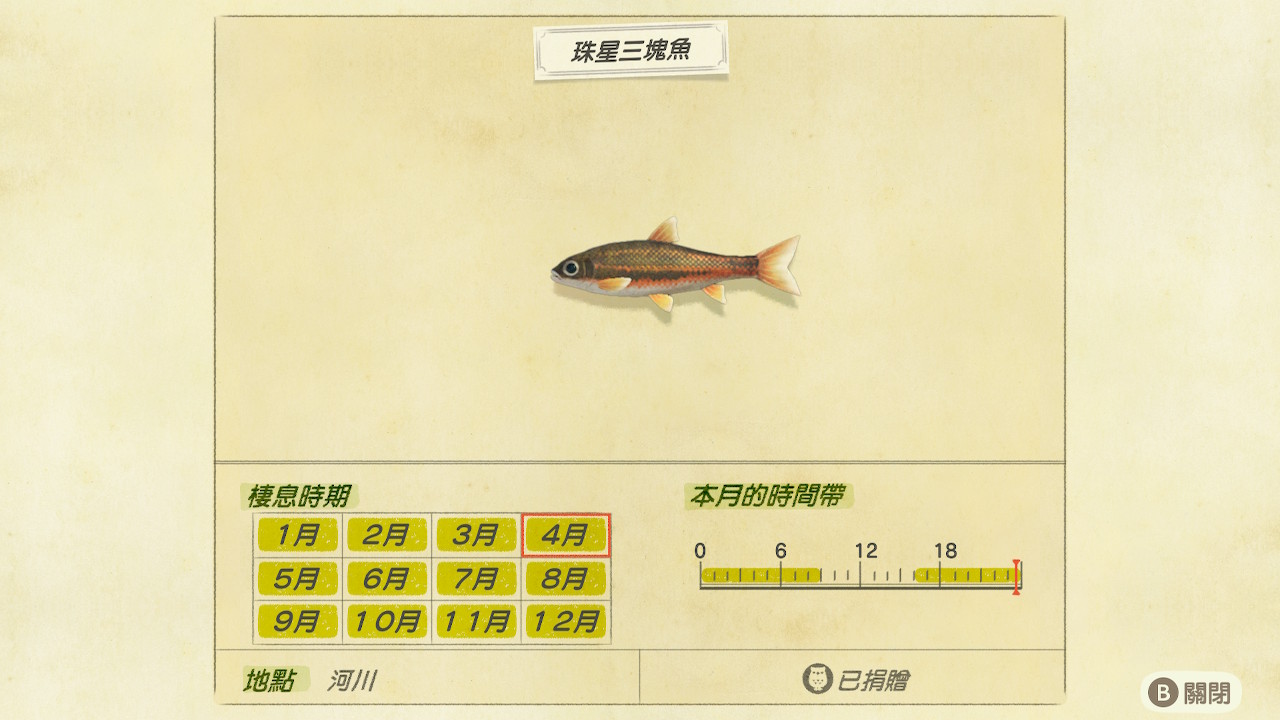 珠星三塊魚
棲息時期
1月 2月 3月 4月
5月 6月 7月 8月
9月 10月 11月 12月
本月的時間帶
0 6 12 18
地點 河川
已捐贈
B 關閉